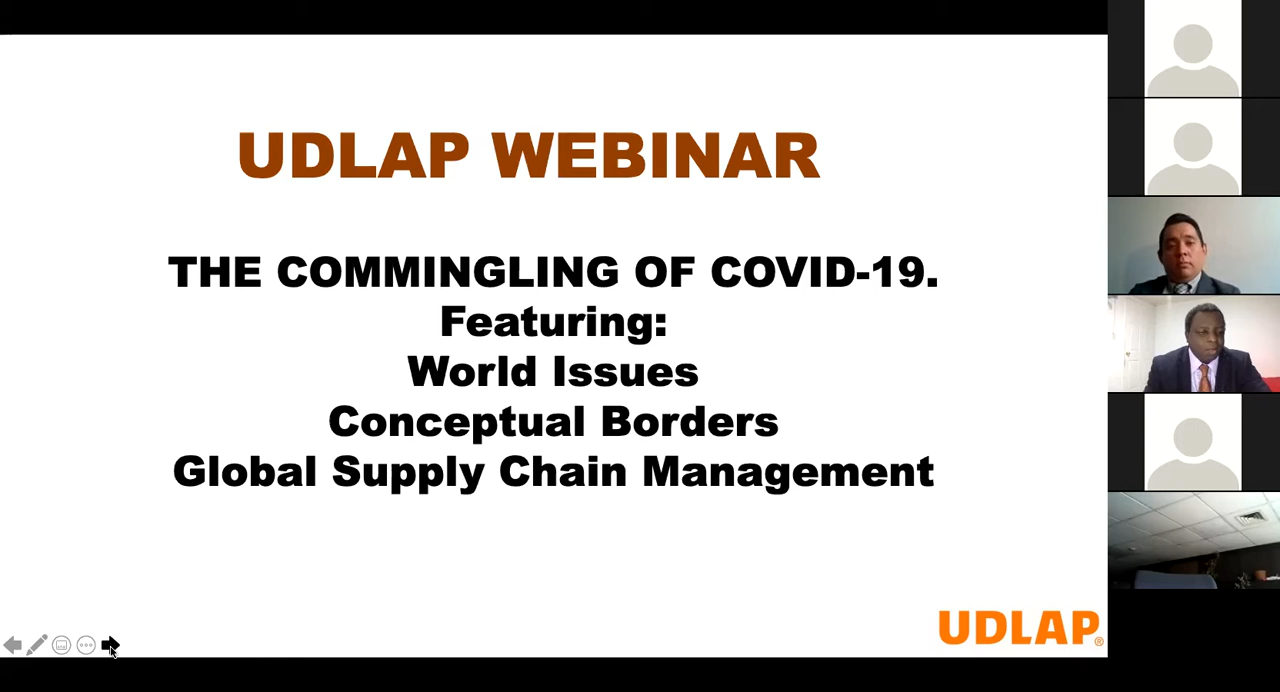 UDLAP WEBINAR
THE COMMINGLING OF COVID-19.
Featuring:
World Issues
Conceptual Borders
Global Supply Chain Management
UDLAP®